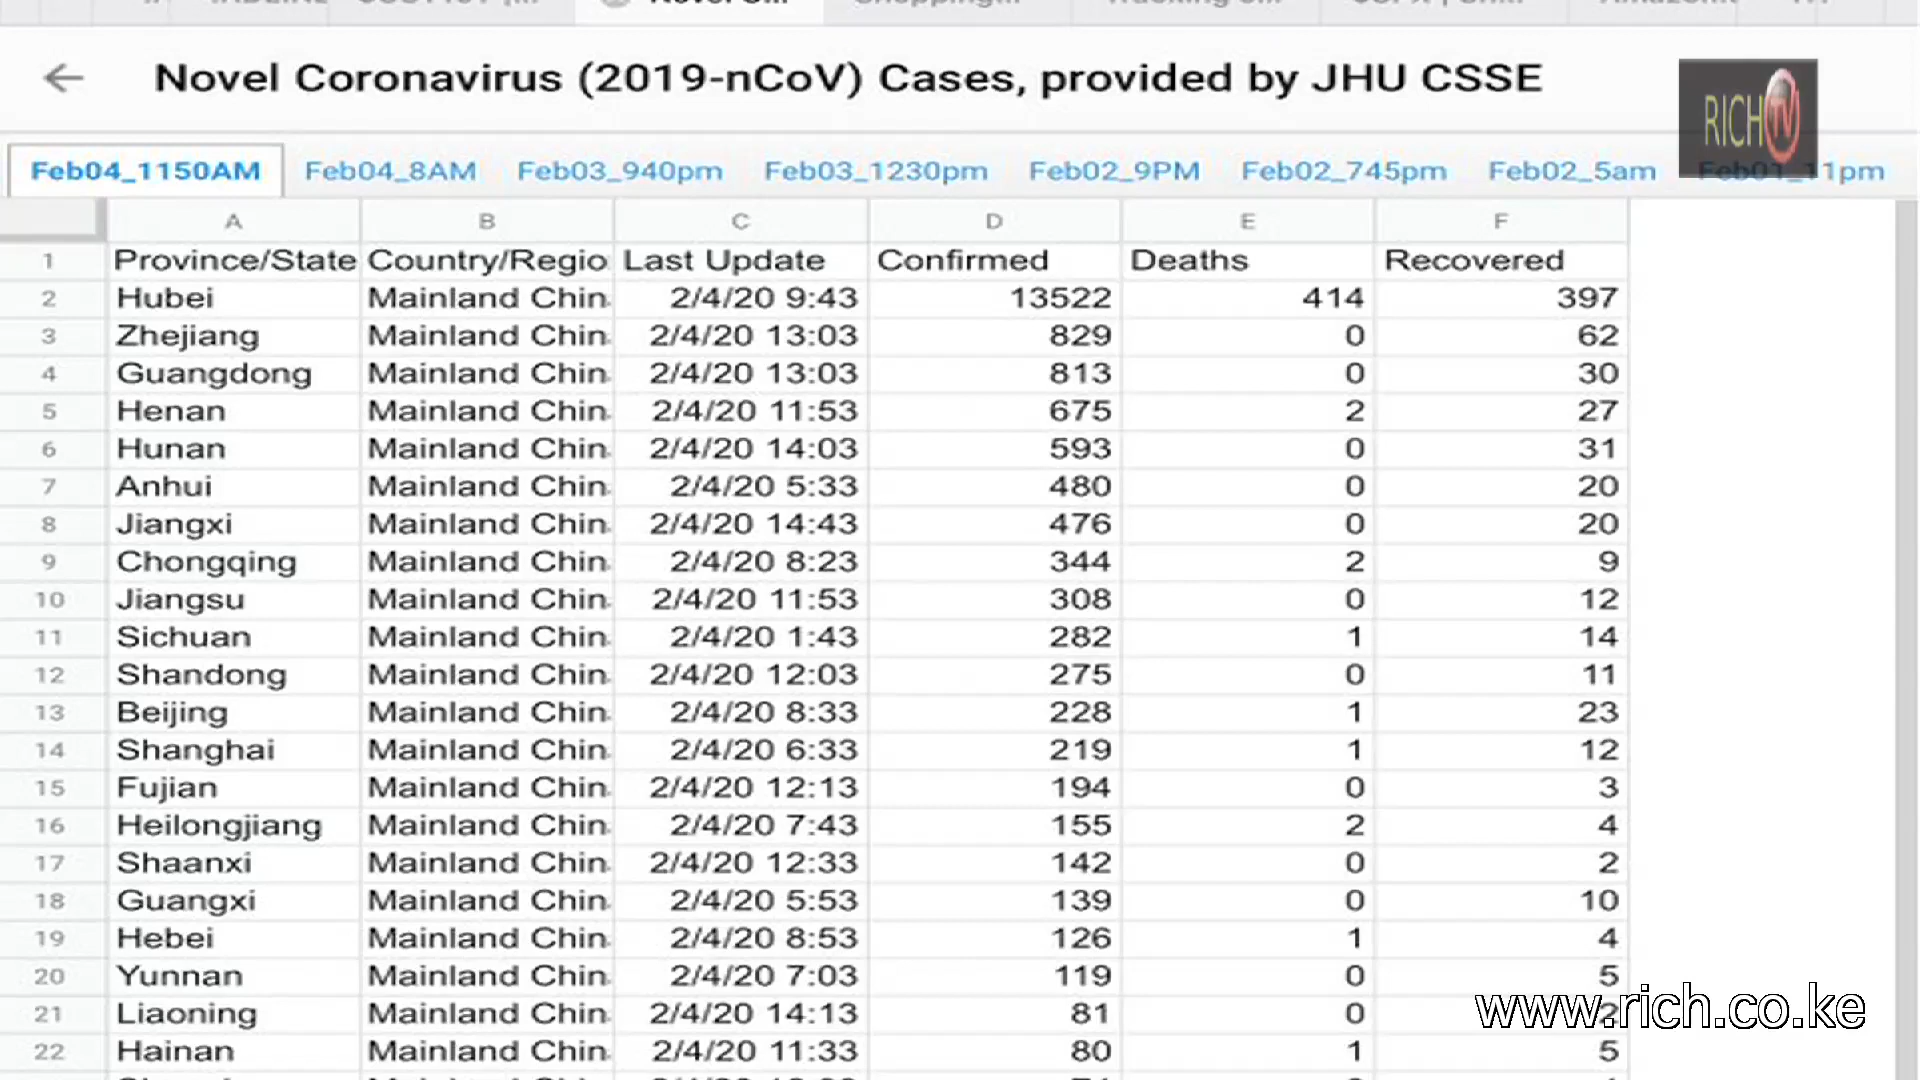 Novel Coronavirus (2019-nCoV) Cases, provided by JHU CSSE
RICH TV
Feb04_1150AM Feb04_8AM Feb03_940pm Feb03_1230pm Feb02_9PM Feb02_745pm Feb02_5am Feb01_11pm
A B C D E F
1 Province/State Country/Regio Last Update Confirmed Deaths Recovered
2 Hubei Mainland Chin 2/4/20 9:43 13522 414 397
3 Zhejiang Mainland Chin 2/4/20 13:03 829 0 62
4 Guangdong Mainland Chin 2/4/20 13:03 813 0 30
5 Henan Mainland Chin 2/4/20 11:53 675 2 27
6 Hunan Mainland Chin 2/4/20 14:03 593 0 31
7 Anhui Mainland Chin 2/4/20 5:33 480 0 20
8 Jiangxi Mainland Chin 2/4/20 14:43 476 0 20
9 Chongqing Mainland Chin 2/4/20 8:23 344 2 9
10 Jiangsu Mainland Chin 2/4/20 11:53 308 0 12
11 Sichuan Mainland Chin 2/4/20 1:43 282 1 14
12 Shandong Mainland Chin 2/4/20 12:03 275 0 11
13 Beijing Mainland Chin 2/4/20 8:33 228 1 23
14 Shanghai Mainland Chin 2/4/20 6:33 219 1 12
15 Fujian Mainland Chin 2/4/20 12:13 194 0 3
16 Heilongjiang Mainland Chin 2/4/20 7:43 155 2 4
17 Shaanxi Mainland Chin 2/4/20 12:33 142 0 2
18 Guangxi Mainland Chin 2/4/20 5:53 139 0 10
19 Hebei Mainland Chin 2/4/20 8:53 126 1 4
20 Yunnan Mainland Chin 2/4/20 7:03 119 0 5
21 Liaoning Mainland Chin 2/4/20 14:13 81 0 2
www.rich.co.ke
22 Hainan Mainland Chin 2/4/20 11:33 80 1 5